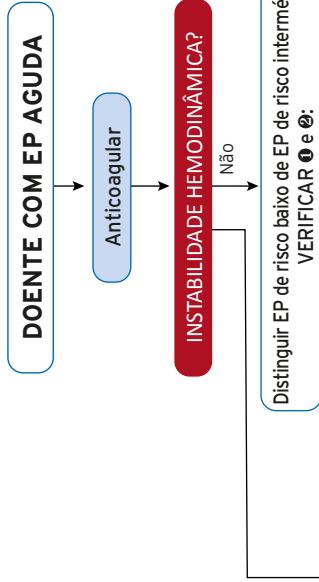 DOENTE COM EP AGUDA
Anticoagular
INSTABILIDADE HEMODINÂMICA?
Não
Distinguir EP de risco baixo de EP de risco intermé
VERIFICAR ❶ e ❷: